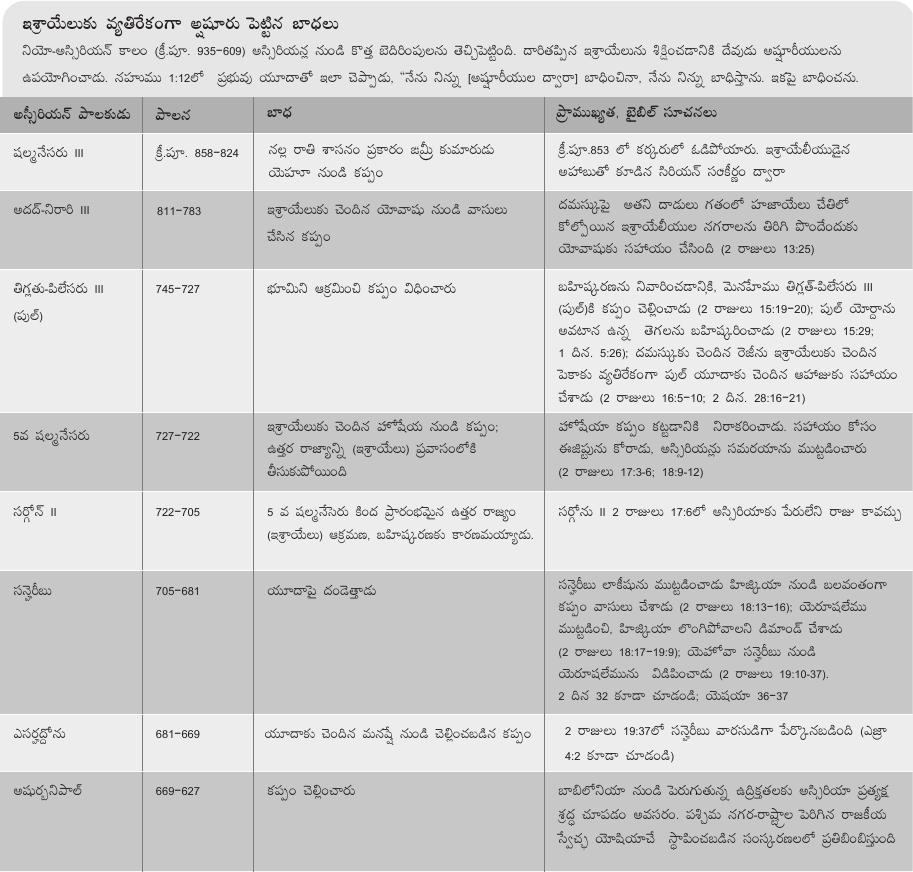 ఇశ్రాయేలుకు వ్యతిరేకంగా అష్షూరు పెట్టిన బాధలు
నియో-అస్సిరియన్ కాలం (క్రీ.పూ. 935–609) అస్సిరియన్ల నుండి కొత్త బెదిరింపులను తెచ్చిపెట్టింది. దారితప్పిన ఇశ్రాయేలును శిక్షించడానికి దేవుడు అష్షూరీయులను
ఉపయోగించాడు. నహుము 1:12లో ప్రభువు యూదాతో ఇలా చెప్పాడు, “నేను నిన్ను [అష్షూరీయుల ద్వారా] బాధించినా, నేను నిన్ను బాధిస్తాను. ఇకపై బాధించను.
అస్సీరియన్ పాలకుడు పాలన బాధ ప్రాముఖ్యత, బైబిల్ సూచనలు
షల్మనేసరు III క్రీ.పూ. 858–824
నల్ల రాతి శాసనం ప్రకారం ఙమ్రీ కుమారుడు
యెహూ నుండి కప్పం
క్రీ.పూ.853 లో కర్కరులో ఓడిపోయారు. ఇశ్రాయేలీయుడైన
అహాబుతో కూడిన సిరియన్ సంకీర్ణం ద్వారా
అదద్-నిరారి III 811–783
ఇశ్రాయేలుకు చెందిన యోవాషు నుండి వాసులు
చేసిన కప్పం
దమస్కుపై అతని దాడులు గతంలో హజాయేలు చేతిలో
కోల్పోయిన ఇశ్రాయేలీయుల నగరాలను తిరిగి పొందేందుకు
యోవాషుకు సహాయం చేసింది (2 రాజులు 13:25)
తిగ్లతు-పిలేసరు III
(పుల్)
745–727 భూమిని ఆక్రమించి కప్పం విధించారు
బహిష్కరణను నివారించడానికి, మెనహేము తిగ్లత్-పిలేసరు III
(పుల్)కి కప్పం చెల్లించాడు (2 రాజులు 15:19–20); పుల్ యోర్దాను
అవటాన ఉన్న తెగలను బహిష్కరించాడు (2 రాజులు 15:29;
1 దిన. 5:26); దమస్కుకు చెందిన రెజీను ఇశ్రాయేలుకు చెందిన
పెకాకు వ్యతిరేకంగా పుల్ యూదాకు చెందిన ఆహాజుకు సహాయం
చేశాడు (2 రాజులు 16:5–10; 2 దిన. 28:16–21)
5వ షల్మనేసరు 727–722
ఇశ్రాయేలుకు చెందిన హోషేయ నుండి కప్పం;
ఉత్తర రాజ్యాన్ని (ఇశ్రాయేలు) ప్రవాసంలోకి
తీసుకుపోయింది
హోషేయా కప్పం కట్టడానికి నిరాకరించాడు. సహాయం కోసం
ఈజిప్టును కోరాడు, అస్సిరియన్లు సమరయాను ముట్టడించారు
(2 రాజులు 17:3-6; 18:9-12)
సర్గోన్ II 722–705
5 వ షల్మనేసెరు కింద ప్రారంభమైన ఉత్తర రాజ్యం
(ఇశ్రాయేలు) ఆక్రమణ, బహిష్కరణకు కారణమయ్యాడు.
సర్గోను II 2 రాజులు 17:6లో అస్సిరియాకు పేరులేని రాజు కావచ్చు
సన్హెరీబు 705–681 యూదాపై దండెత్తాడు
సన్హెరీబు లాకీషును ముట్టడించాడు హిజ్కియా నుండి బలవంతంగా
కప్పం వాసులు చేశాడు (2 రాజులు 18:13–16); యెరూషలేము
ముట్టడించి, హిజ్కియా లొంగిపోవాలని డిమాండ్ చేశాడు
(2 రాజులు 18:17–19:9); యెహోవా సన్హెరీబు నుండి
యెరూషలేమును విడిపించాడు (2 రాజులు 19:10-37).
2 దిన 32 కూడా చూడండి; యెషయా 36–37
ఎసర్హద్దోను 681–669 యూదాకు చెందిన మనష్షే నుండి చెల్లించబడిన కప్పం
2 రాజులు 19:37లో సన్హెరీబు వారసుడిగా పేర్కొనబడింది (ఎజ్రా
4:2 కూడా చూడండి)
అషుర్బనిపాల్ 669–627 కప్పం చెల్లించారు
బాబిలోనియా నుండి పెరుగుతున్న ఉద్రిక్తతలకు అస్సిరియా ప్రత్యక్ష
శ్రద్ధ చూపడం అవసరం. పశ్చిమ నగర-రాష్ట్రాల పెరిగిన రాజకీయ
స్వేచ్ఛ యోషియాచే స్థాపించబడిన సంస్కరణలలో ప్రతిబింబిస్తుంది